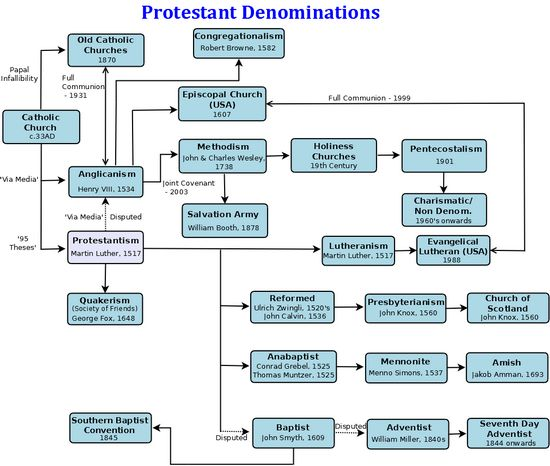 Protestant Denominations
Old Catholic
Churches
1870
Congregationalism
Robert Browne, 1582
Papal
Infallibility
Full
Communion
- 1931
Episcopal Church
(USA)
1607
Full Communion - 1999
Catholic
Church
c.33AD
Methodism
John & Charles Wesley,
1738
Holiness
Churches
19th Century
Pentecostalism
1901
'Via Media'
Anglicanism
Henry VIII, 1534
Joint Covenant
- 2003
Salvation Army
William Booth, 1878
Charismatic/
Non Denom.
1960's onwards
'Via Media'
Disputed
'95
Theses'
Protestantism
Martin Luther, 1517
Lutheranism
Martin Luther, 1517
Evangelical
Lutheran (USA)
1988
Quakerism
(Society of Friends)
George Fox, 1648
Reformed
Ulrich Zwingli, 1520's
John Calvin, 1536
Presbyterianism
John Knox, 1560
Church of
Scotland
John Knox, 1560
Anabaptist
Conrad Grebel, 1525
Thomas Muntzer, 1525
Mennonite
Menno Simons, 1537
Amish
Jakob Amman, 1693
Southern Baptist
Convention
1845
Disputed
Baptist
John Smyth, 1609
Disputed
Adventist
William Miller, 1840s
Seventh Day
Adventist
1844 onwards